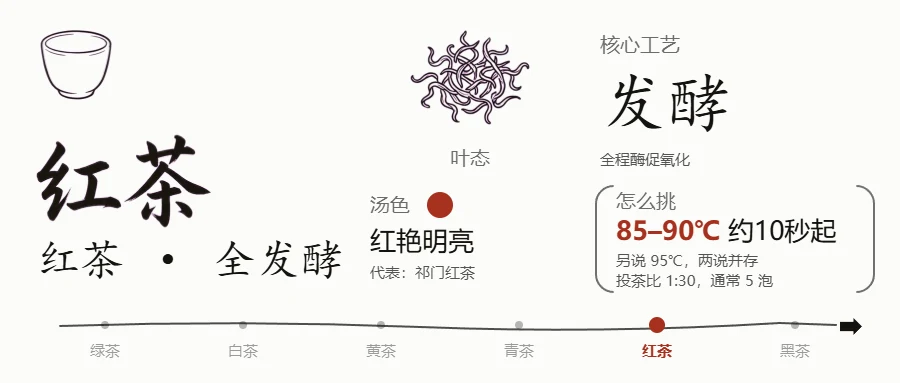 红茶
红茶 • 全发酵
叶态
汤色
红艳明亮
代表：祁门红茶
核心工艺
发酵
全程酶促氧化
怎么挑
85–90℃ 约10秒起
另说 95℃，两说并存
投茶比 1:30，通常 5 泡
绿茶
白茶
黄茶
青茶
红茶
黑茶